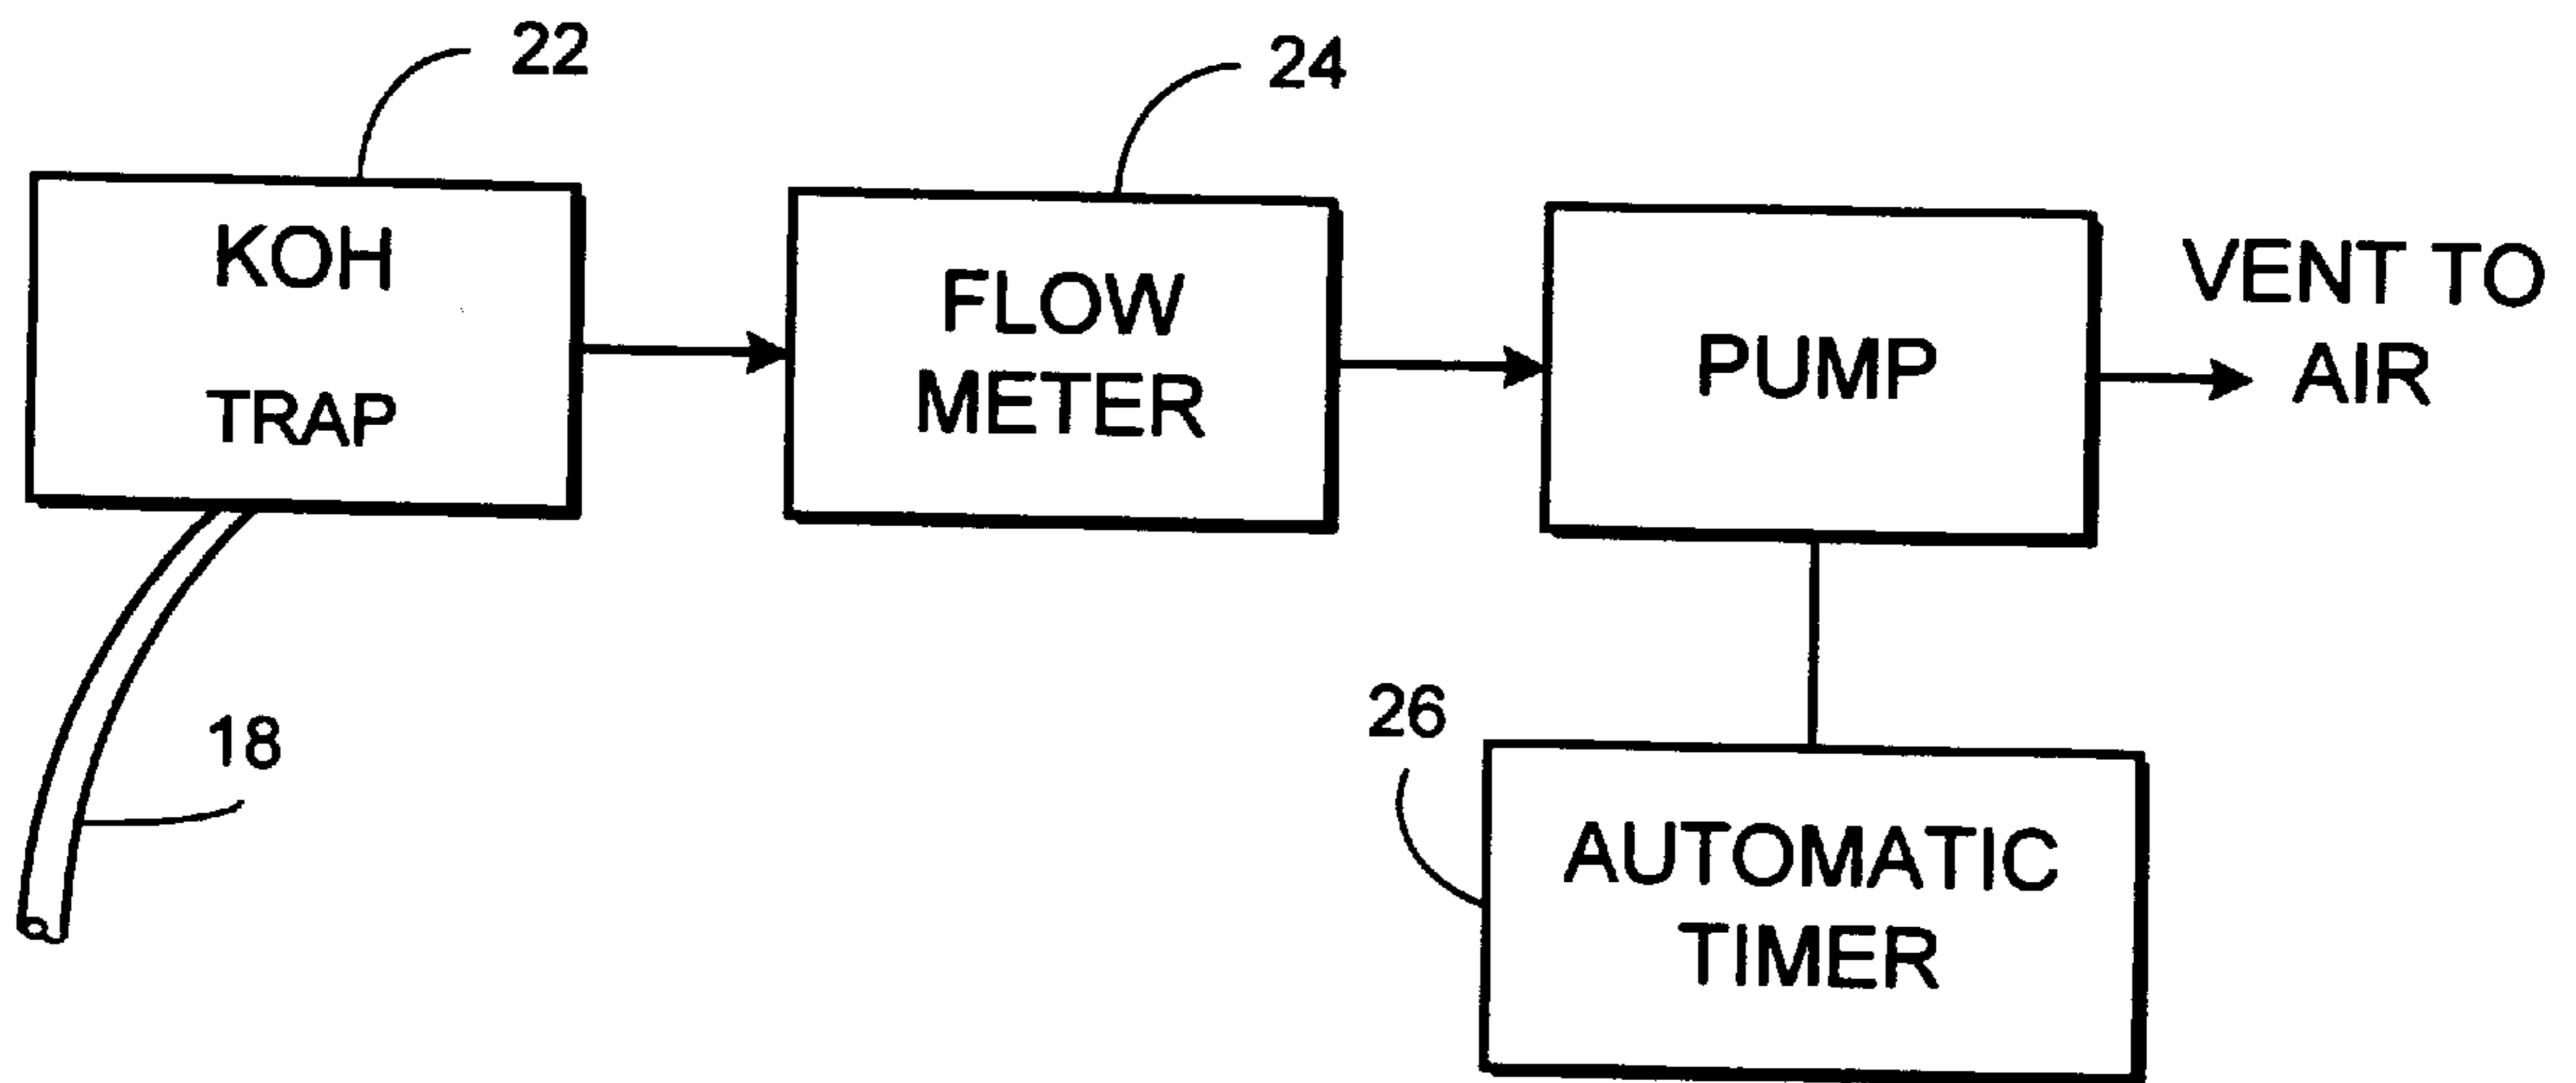 22
24
KOH
TRAP
FLOW
METER
PUMP
VENT TO
AIR
18
26
AUTOMATIC
TIMER